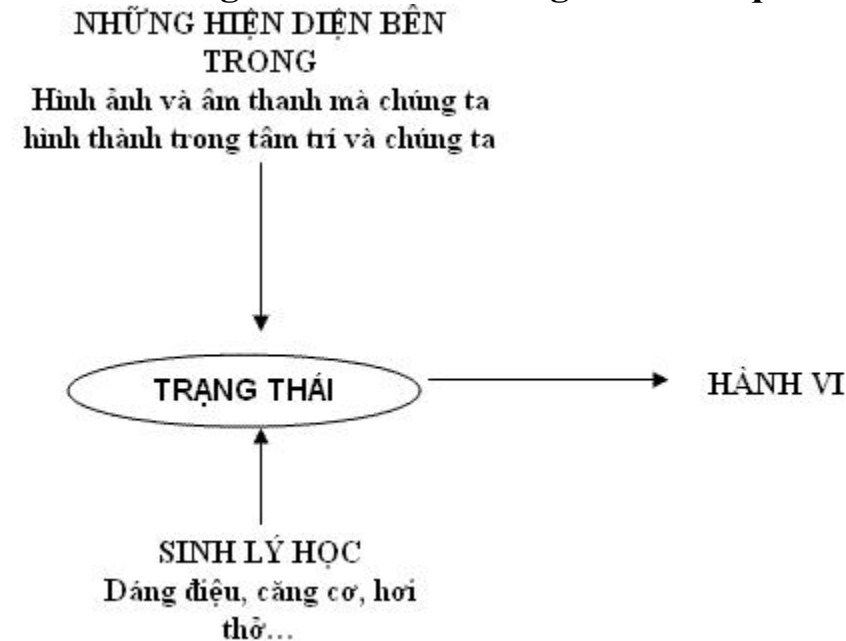 NHỮNG HIỆN DIỆN BÊN
TRONG
Hình ảnh và âm thanh mà chúng ta
hình thành trong tâm trí và chúng ta
TRẠNG THÁI
HÀNH VI
SINH LÝ HỌC
Dáng điệu, căng cơ, hơi
thở...